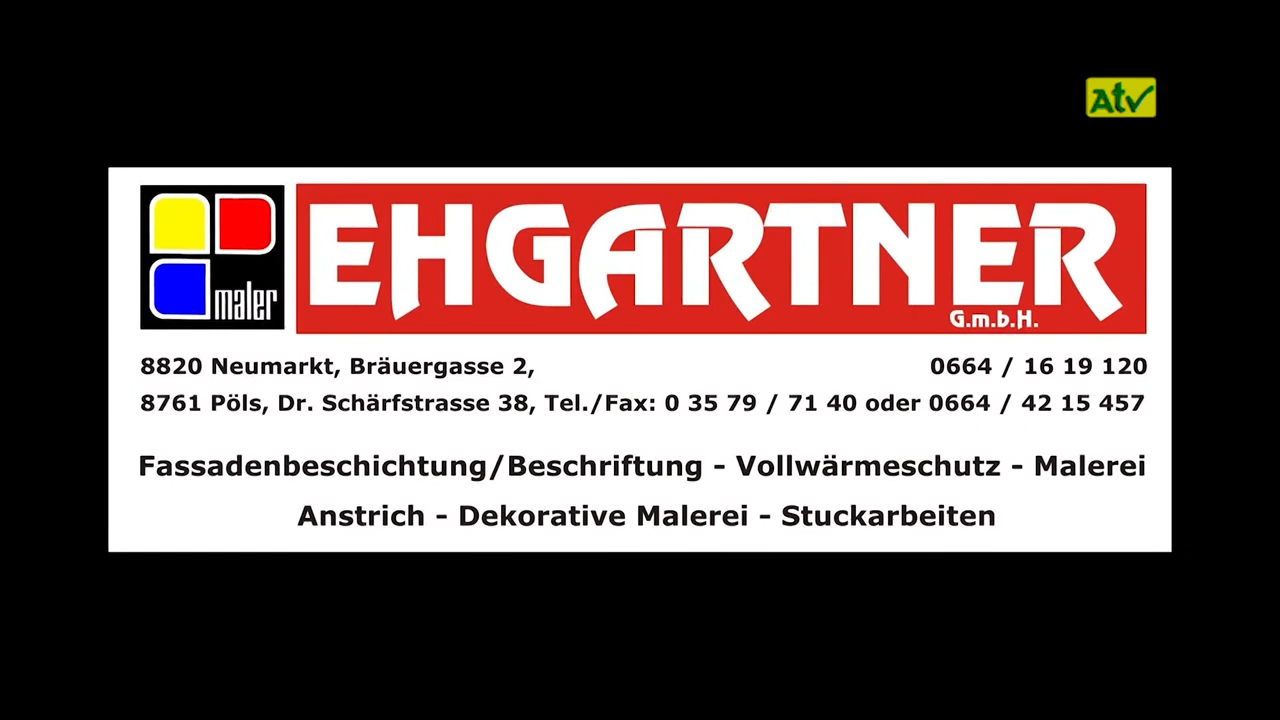 Atv
maler
EHGARTNER
G.m.b.H.
8820 Neumarkt, Bräuergasse 2, 0664 / 16 19 120
8761 Pöls, Dr. Schärfstrasse 38, Tel./Fax: 0 35 79 / 71 40 oder 0664 / 42 15 457
Fassadenbeschichtung/Beschriftung - Vollwärmeschutz - Malerei
Anstrich - Dekorative Malerei - Stuckarbeiten